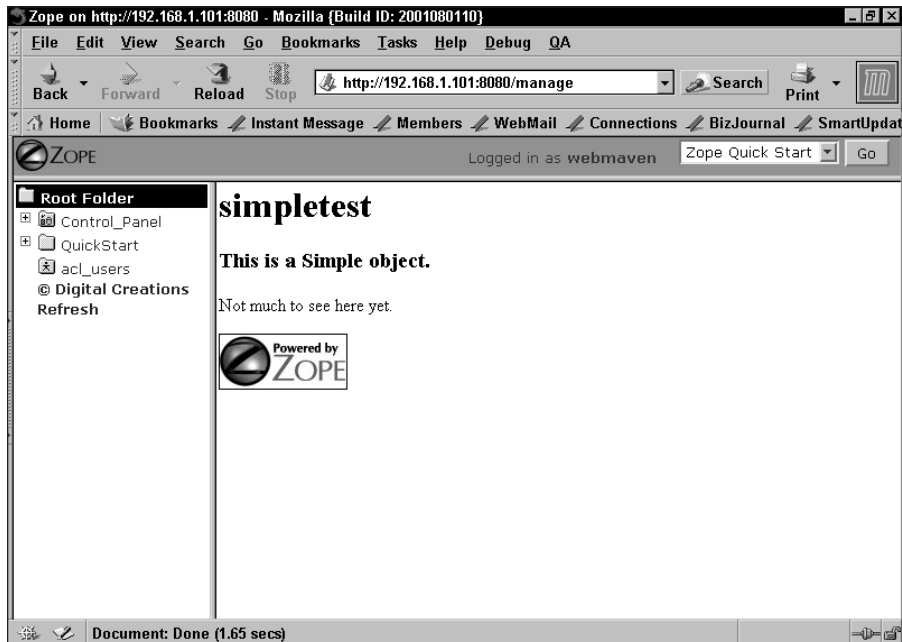 Zope on http://192.168.1.101:8080 - Mozilla {Build ID: 2001080110}
File Edit View Search Go Bookmarks Tasks Help Debug QA
Back Forward Reload Stop http://192.168.1.101:8080/manage Search Print
Home Bookmarks Instant Message Members WebMail Connections BizJournal SmartUpdat
ZOPE Logged in as webmaven Zope Quick Start Go
Root Folder
Control_Panel
QuickStart
acl_users
© Digital Creations
Refresh
simpletest
This is a Simple object.
Not much to see here yet.
Powered by
ZOPE
Document: Done (1.65 secs)